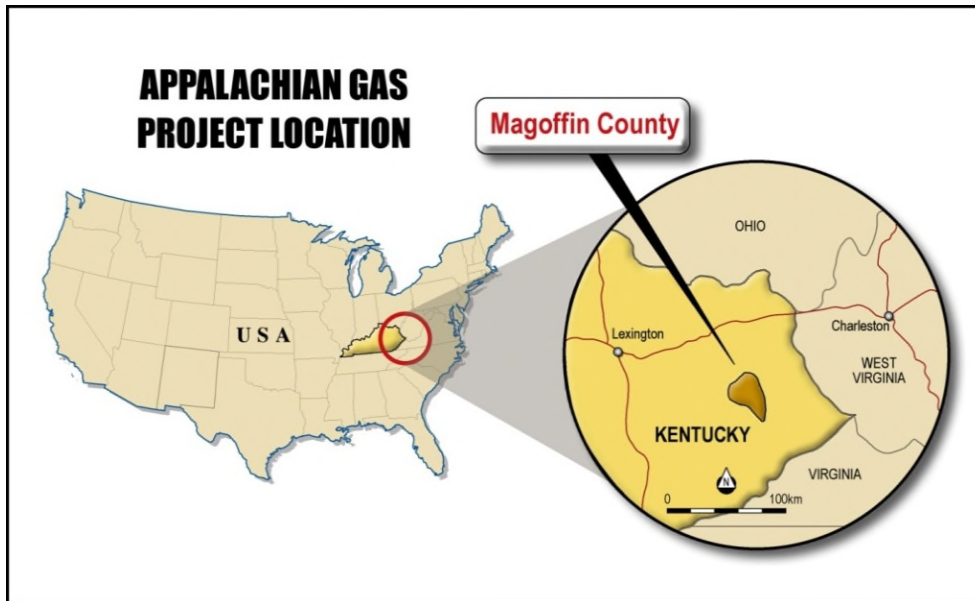 APPALACHIAN GAS
PROJECT LOCATION
Magoffin County
USA
OHIO
Lexington
Charleston
WEST
VIRGINIA
KENTUCKY
VIRGINIA
N
0 100km